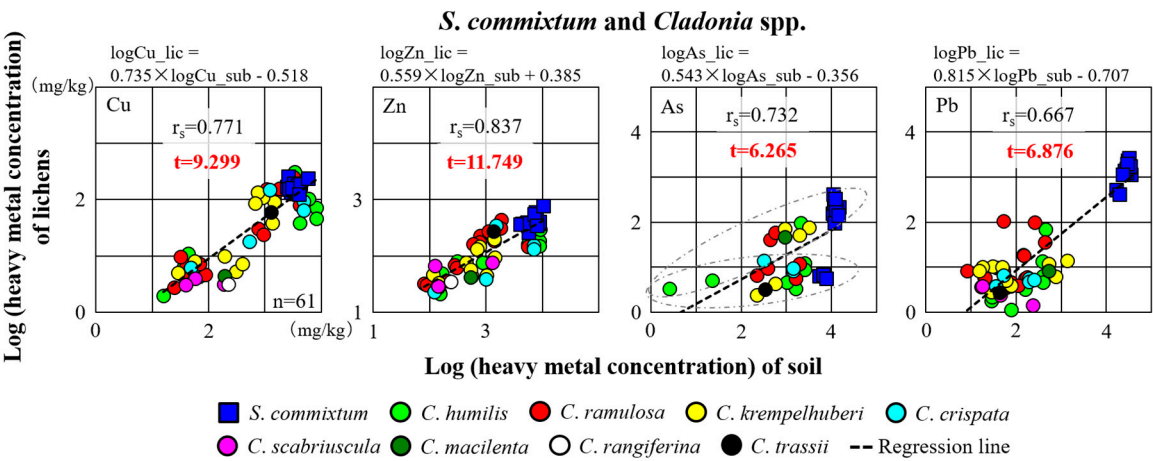 S. commixtum and Cladonia spp.
logCu_lic =
0.735×logCu_sub - 0.518
logZn_lic =
0.559×logZn_sub + 0.385
logAs_lic =
0.543×logAs_sub - 0.356
logPb_lic =
0.815×logPb_sub - 0.707
(mg/kg)
Log (heavy metal concentration)
of lichens
Cu
rs=0.771
t=9.299
n=61
2
0
0
2
(mg/kg)
Zn
rs=0.837
t=11.749
3
1
1
3
As
rs=0.732
t=6.265
4
2
0
0
2
4
Pb
rs=0.667
t=6.876
4
2
0
0
2
4
Log (heavy metal concentration) of soil
S. commixtum C. humilis C. ramulosa C. krempelhuberi C. crispata
C. scabriuscula C. macilenta C. rangiferina C. trassii Regression line